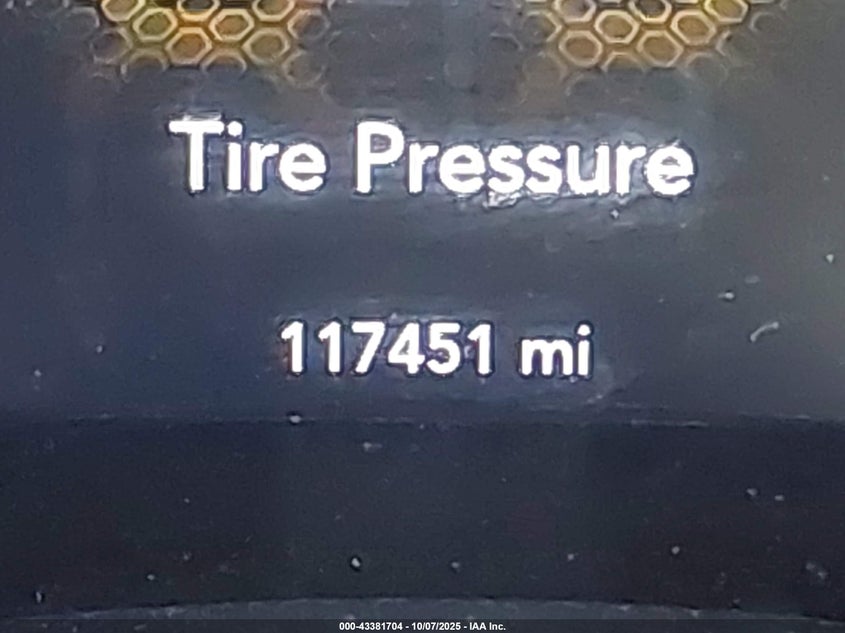 Tire Pressure
117451 mi
000-43381704 - 10/07/2025 - IAA Inc.